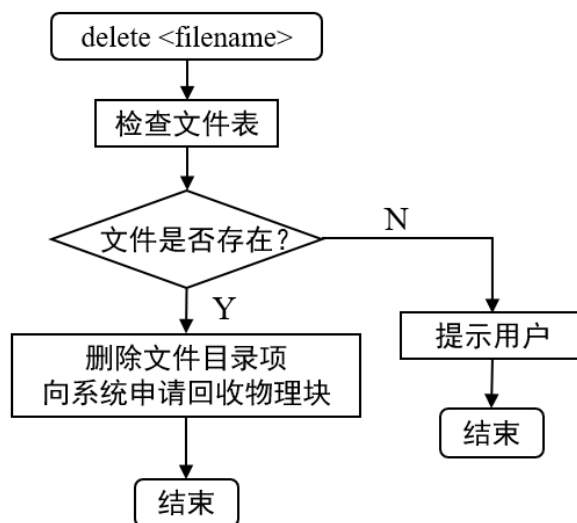 delete <filename>
检查文件表
文件是否存在？
N
Y
删除文件目录项
向系统申请回收物理块
提示用户
结束
结束